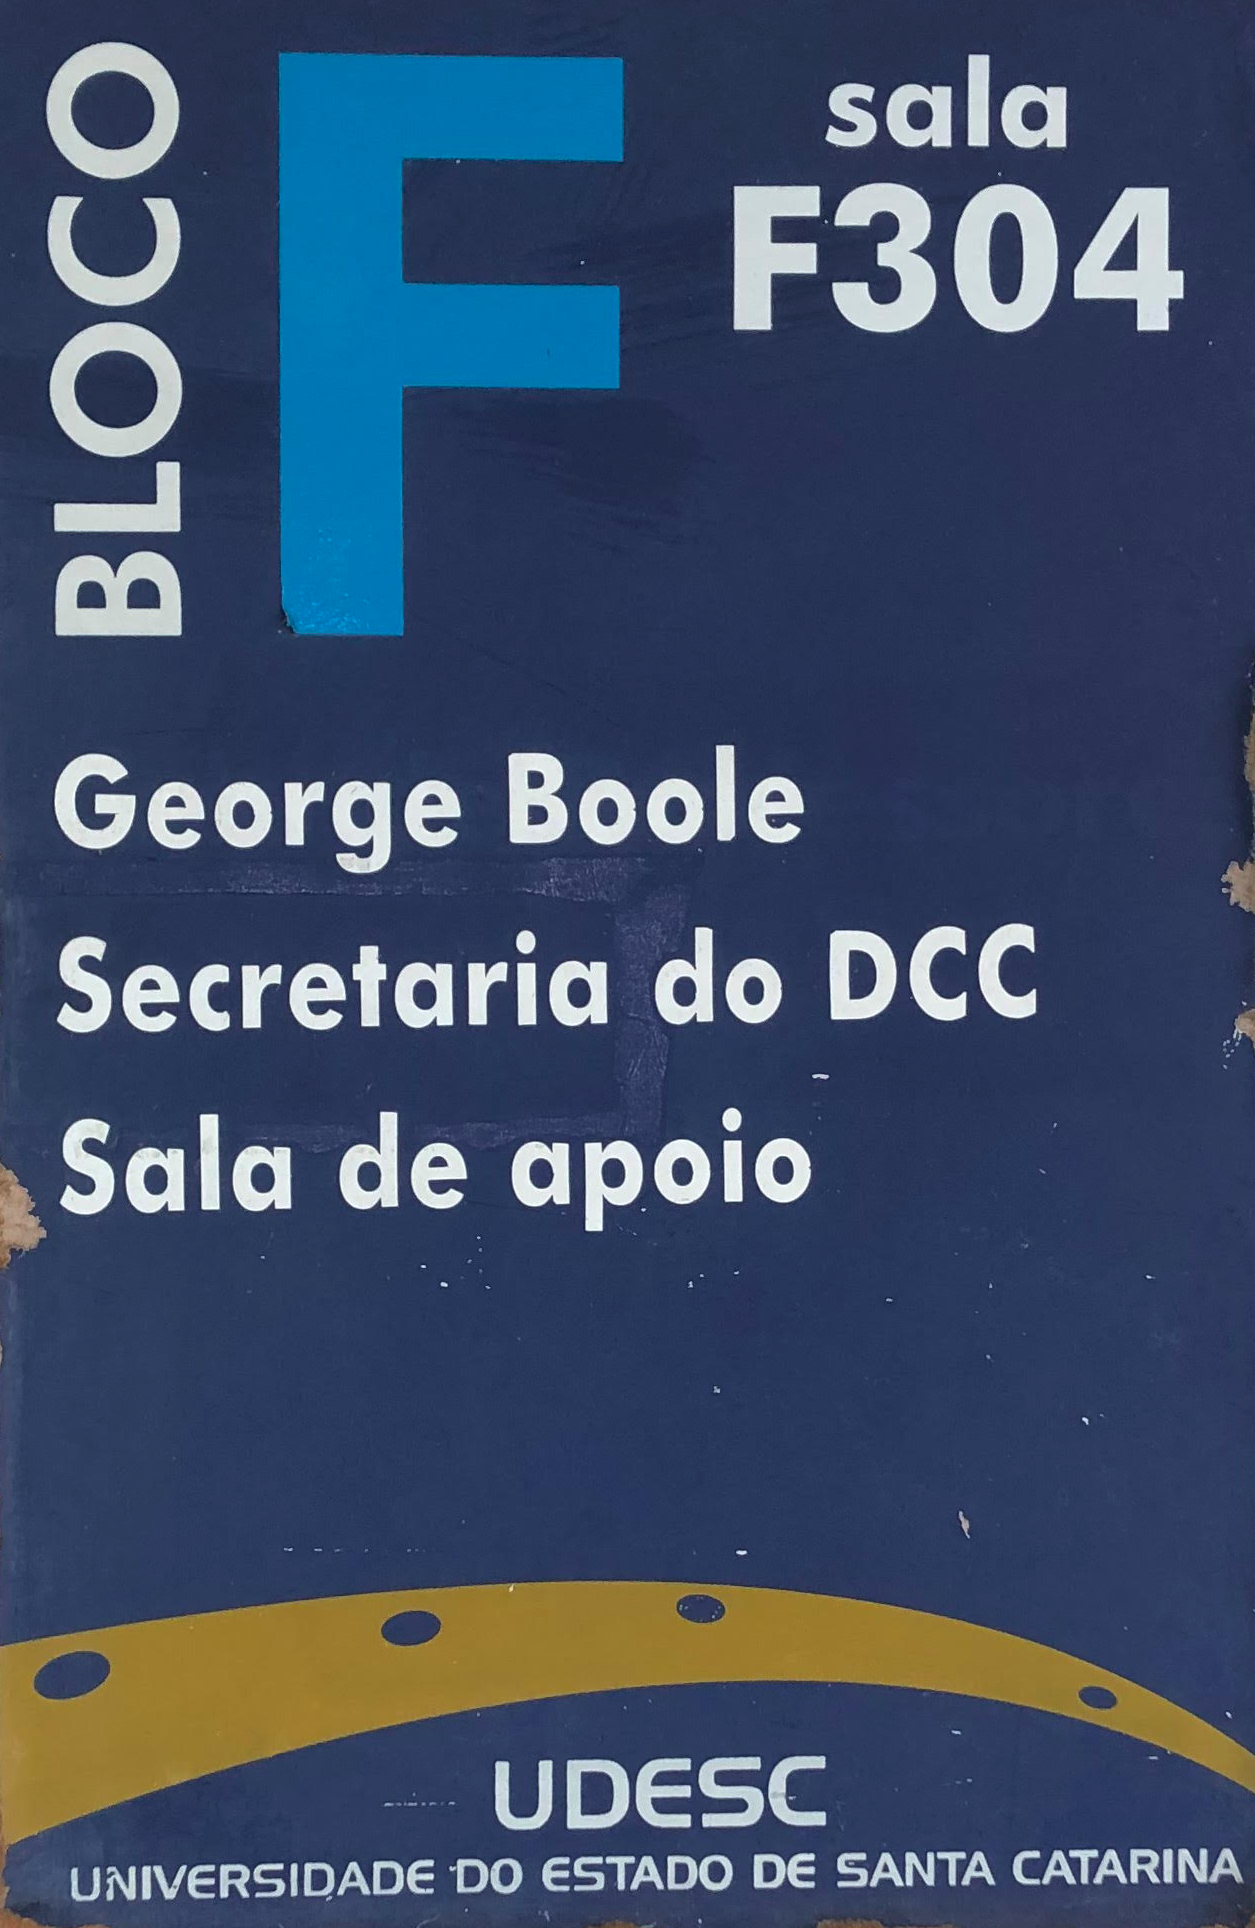 BLOCO
F
sala
F304
George Boole
Secretaria do DCC
Sala de apoio
UDESC
UNIVERSIDADE DO ESTADO DE SANTA CATARINA